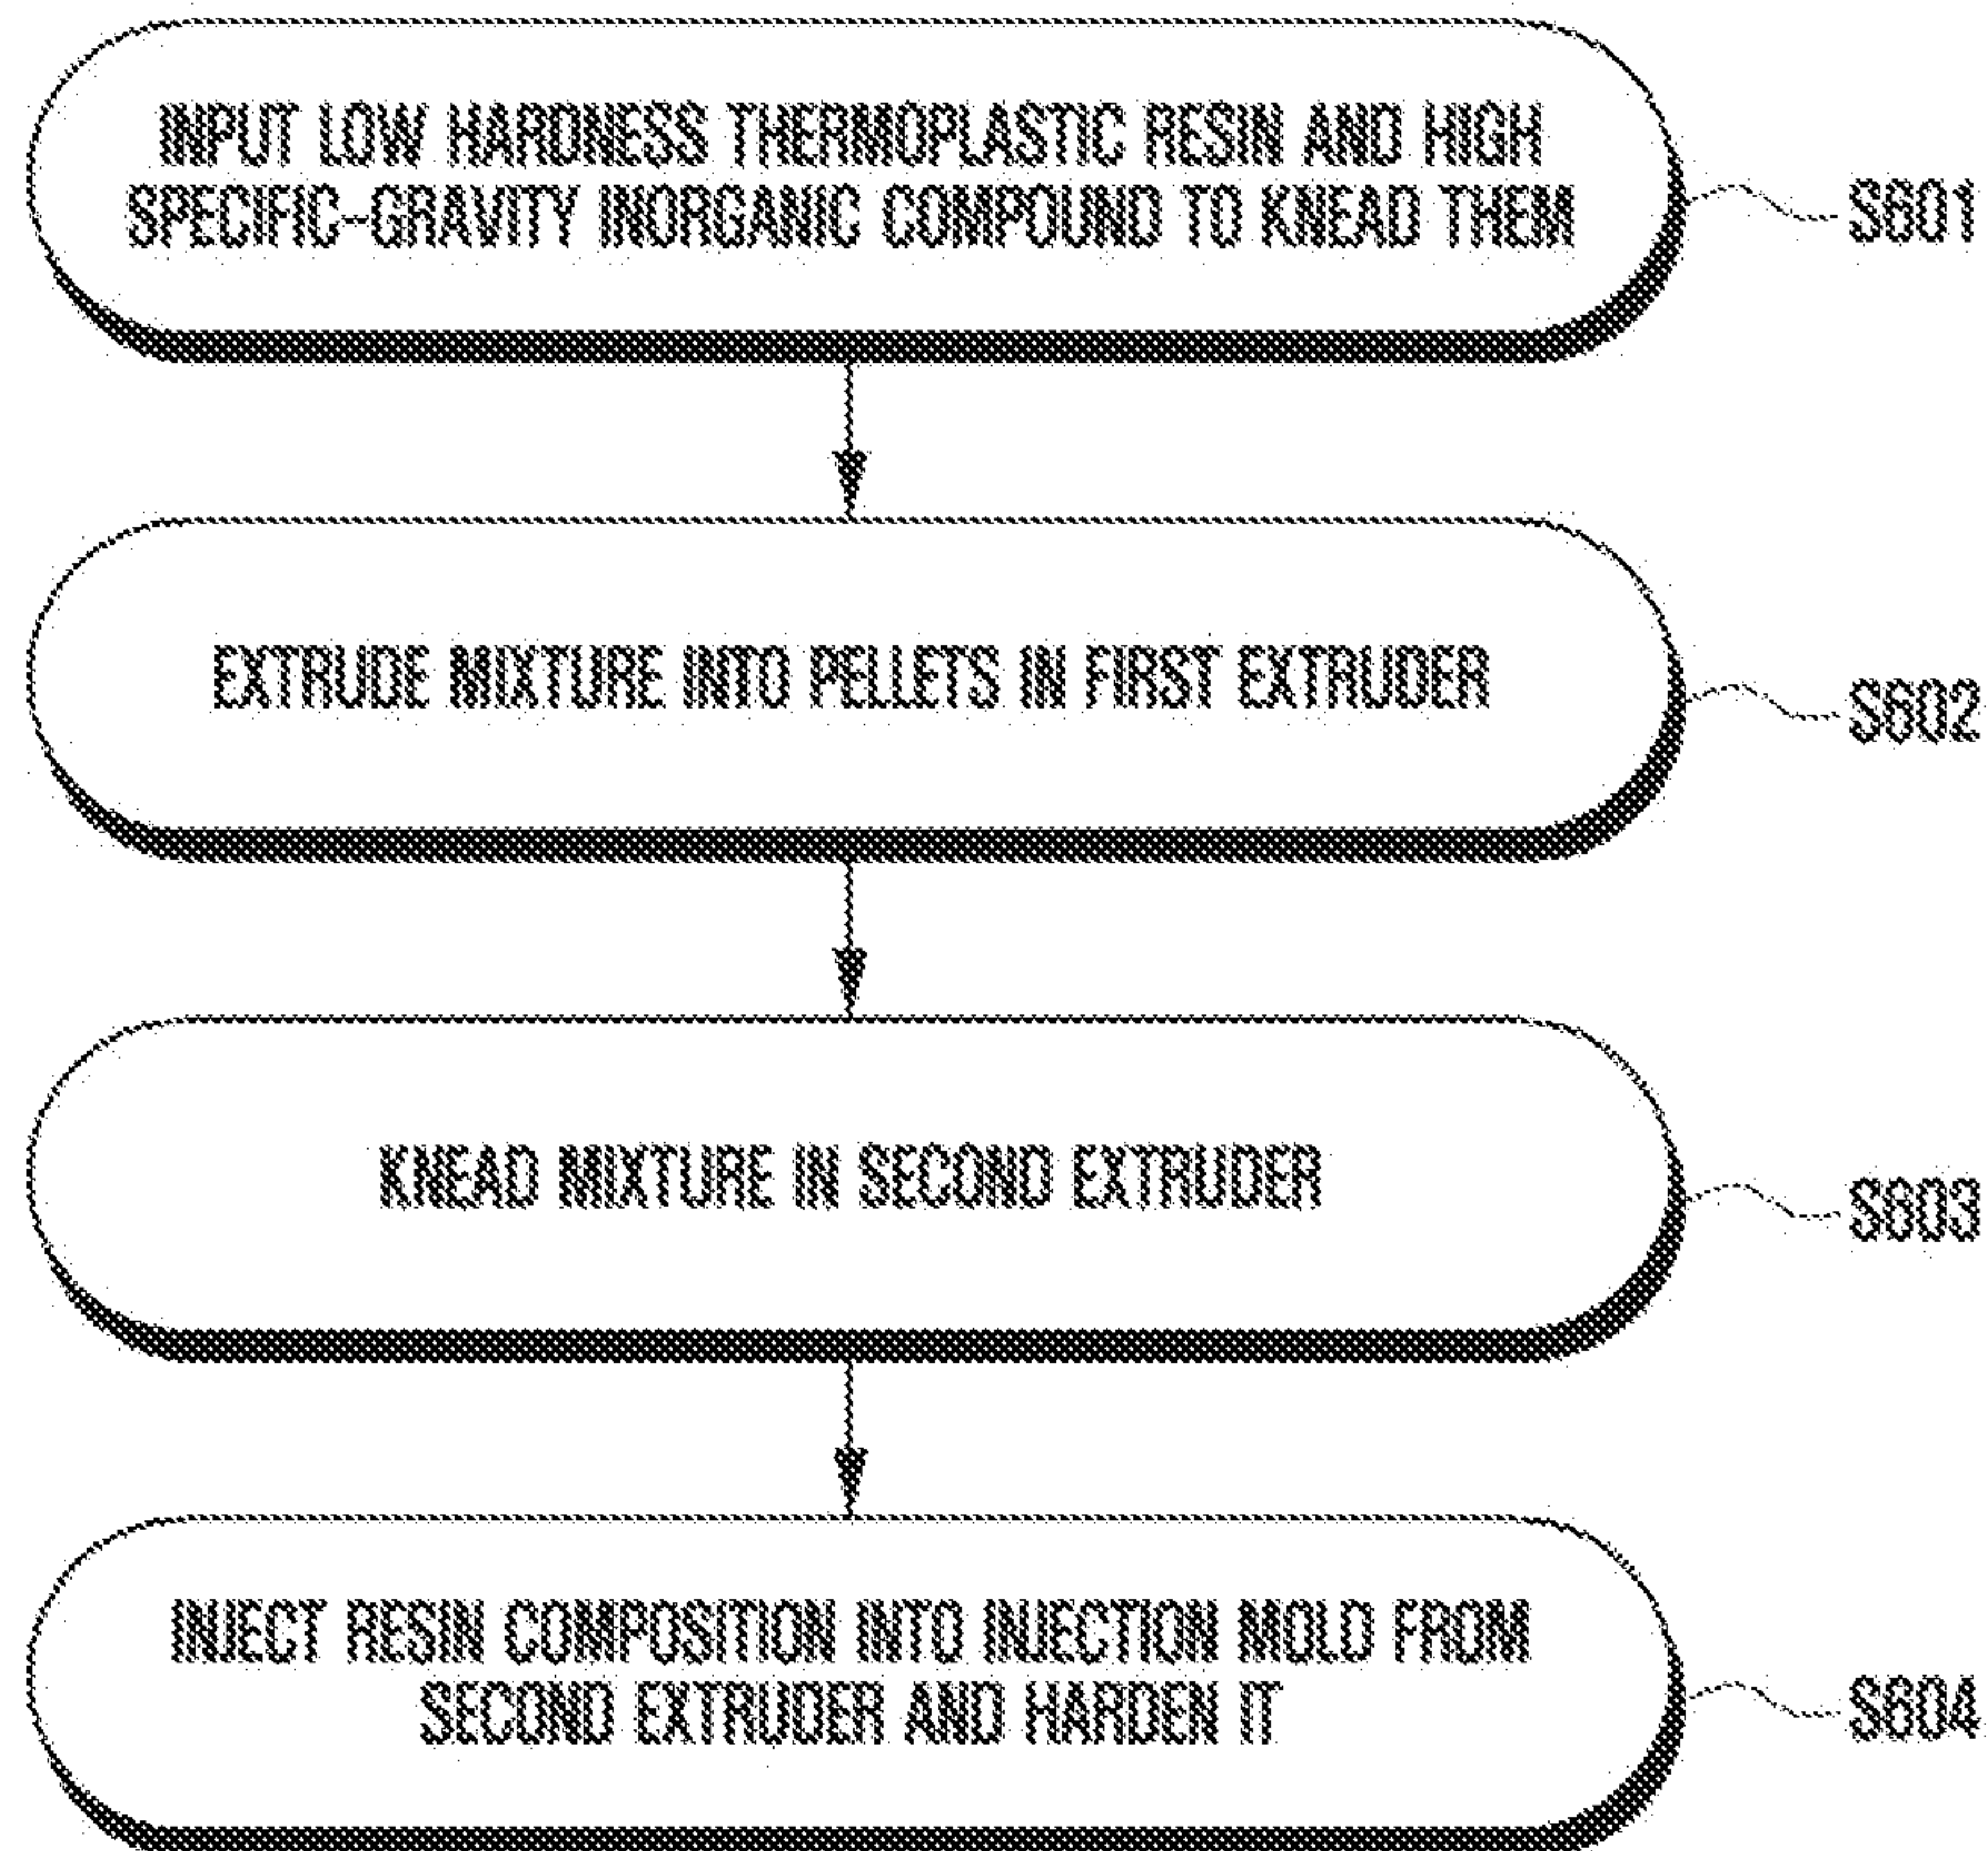 INPUT LOW HARDNESS THERMOPLASTIC RESIN AND HIGH
SPECIFIC-GRAVITY INORGANIC COMPOUND TO KNEAD THEM
S601
EXTRUDE MIXTURE INTO PELLETS IN FIRST EXTRUDER
S602
KNEAD MIXTURE IN SECOND EXTRUDER
S603
INJECT RESIN COMPOSITION INTO INJECTION MOLD FROM
SECOND EXTRUDER AND HARDEN IT
S604